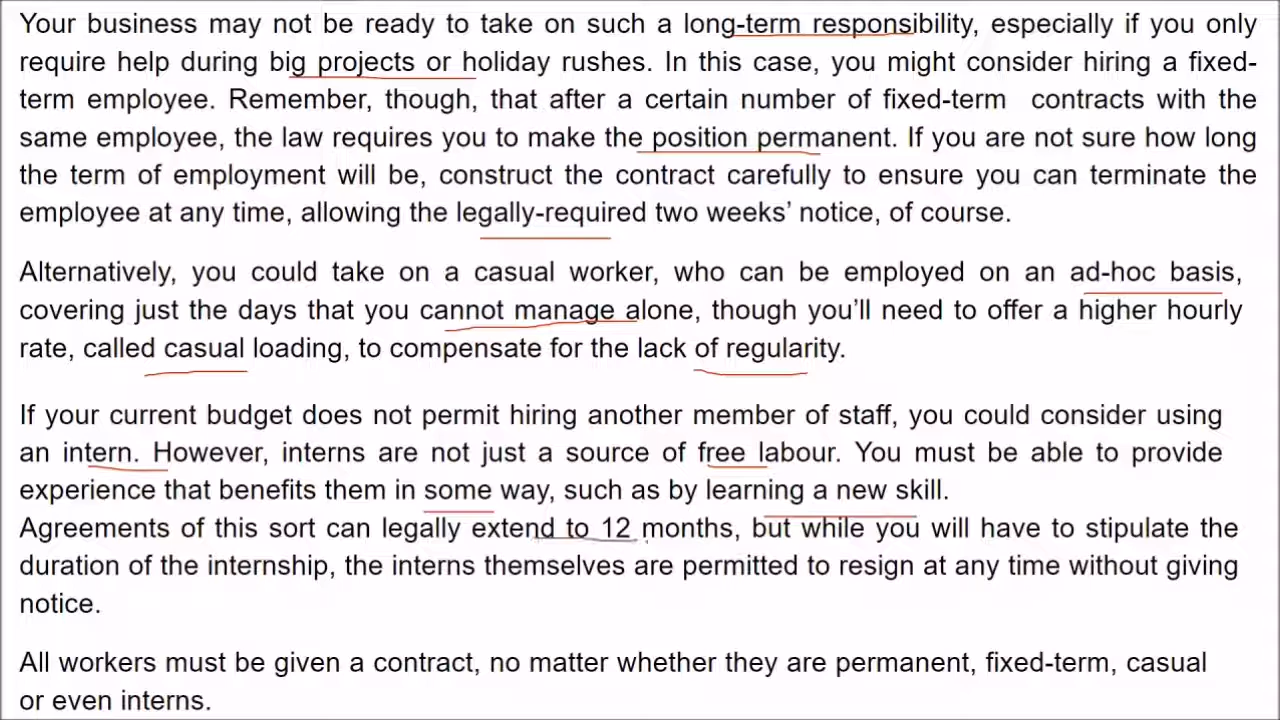 Your business may not be ready to take on such a long-term responsibility, especially if you only
require help during big projects or holiday rushes. In this case, you might consider hiring a fixed-
term employee. Remember, though, that after a certain number of fixed-term contracts with the
same employee, the law requires you to make the position permanent. If you are not sure how long
the term of employment will be, construct the contract carefully to ensure you can terminate the
employee at any time, allowing the legally-required two weeks’ notice, of course.
Alternatively, you could take on a casual worker, who can be employed on an ad-hoc basis,
covering just the days that you cannot manage alone, though you’ll need to offer a higher hourly
rate, called casual loading, to compensate for the lack of regularity.
If your current budget does not permit hiring another member of staff, you could consider using
an intern. However, interns are not just a source of free labour. You must be able to provide
experience that benefits them in some way, such as by learning a new skill.
Agreements of this sort can legally extend to 12 months, but while you will have to stipulate the
duration of the internship, the interns themselves are permitted to resign at any time without giving
notice.
All workers must be given a contract, no matter whether they are permanent, fixed-term, casual
or even interns.